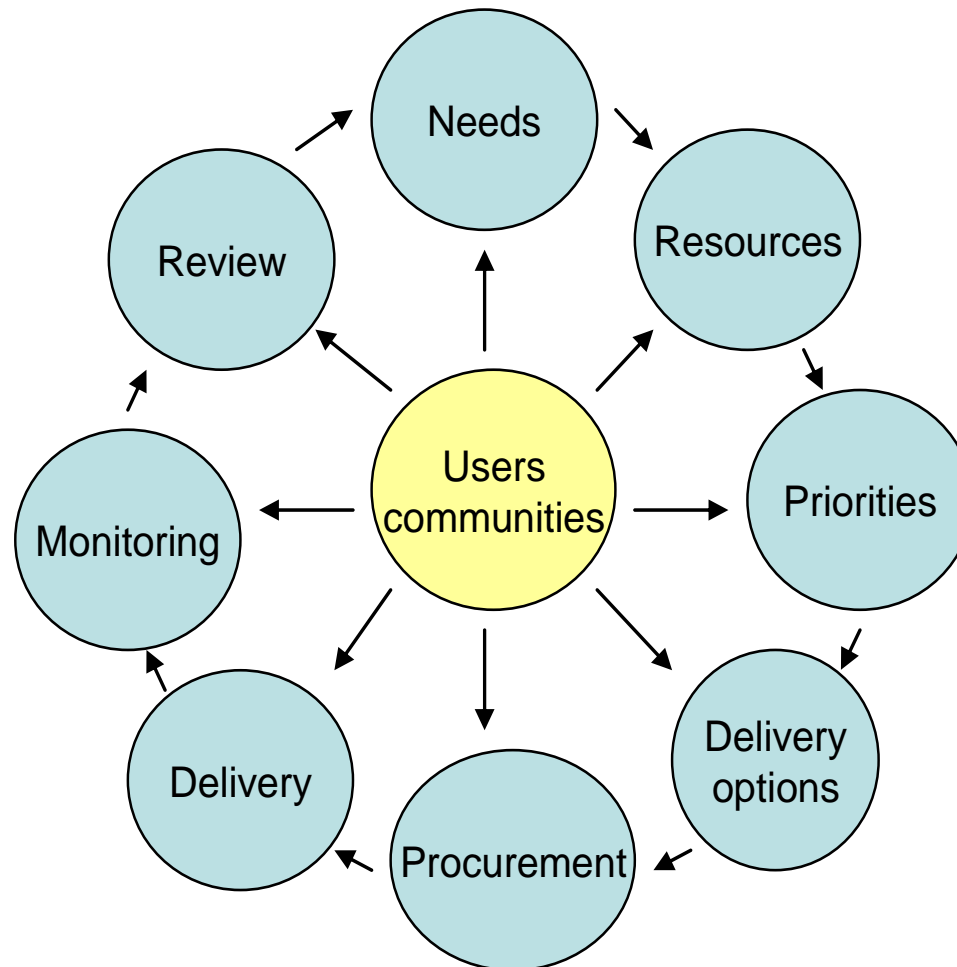 Needs
Resources
Priorities
Delivery
options
Procurement
Delivery
Monitoring
Review
Users
communities